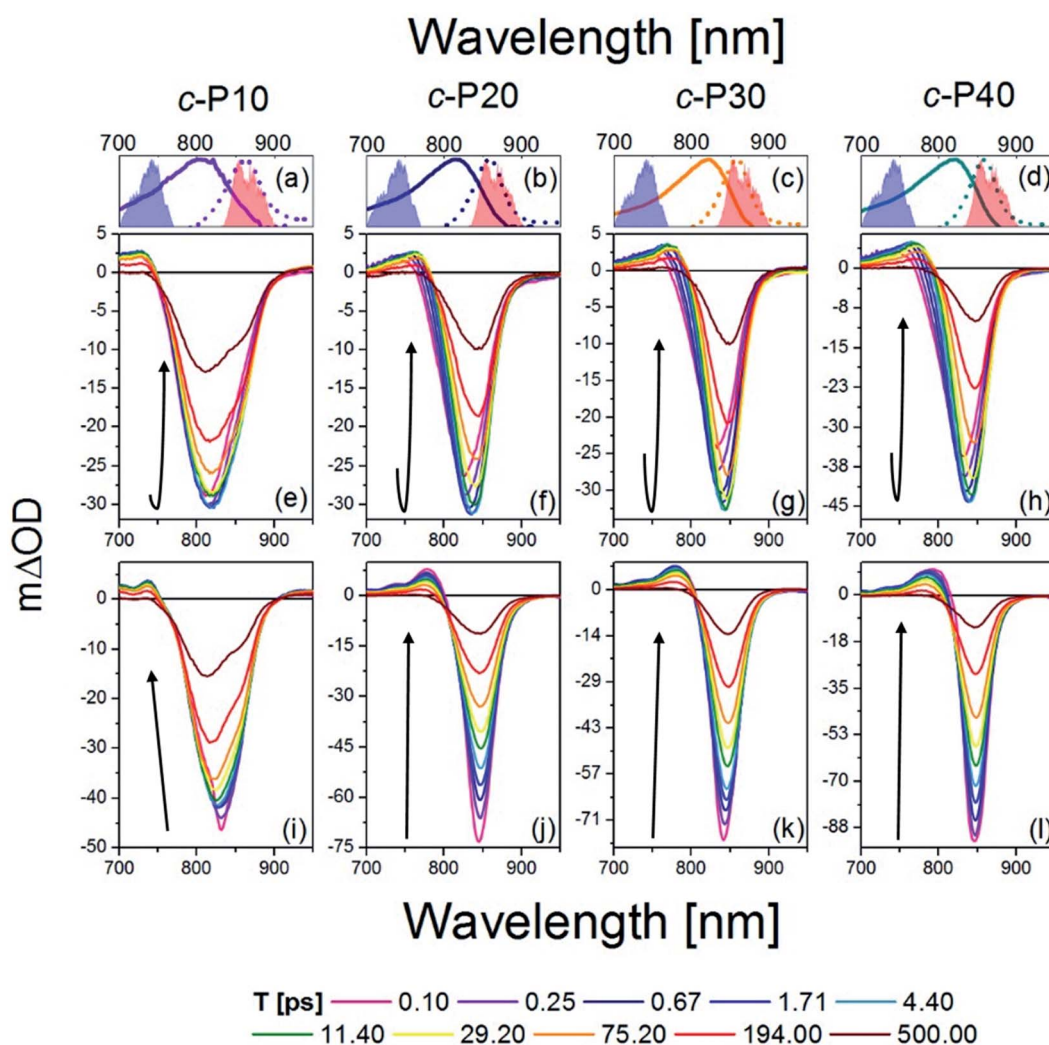 Wavelength [nm]
c-P10 c-P20 c-P30 c-P40
700 800 900 700 800 900 700 800 900 700 800 900
(a) (b) (c) (d)
5 5 5 4
0 0 0 0
-5 -5 -5 -8
-10 -10 -10 -15
-15 -15 -15 -23
-20 -20 -20 -30
-25 -25 -25 -38
-30 -30 -30 -45
(e) (f) (g) (h)
700 800 900 700 800 900 700 800 900 700 800 900
mΔOD
0 0 0 0
-10 -15 -14 -18
-20 -30 -29 -35
-30 -45 -43 -53
-40 -60 -57 -70
-50 -75 -71 -88
(i) (j) (k) (l)
700 800 900 700 800 900 700 800 900 700 800 900
Wavelength [nm]
T [ps] 0.10 0.25 0.67 1.71 4.40
11.40 29.20 75.20 194.00 500.00